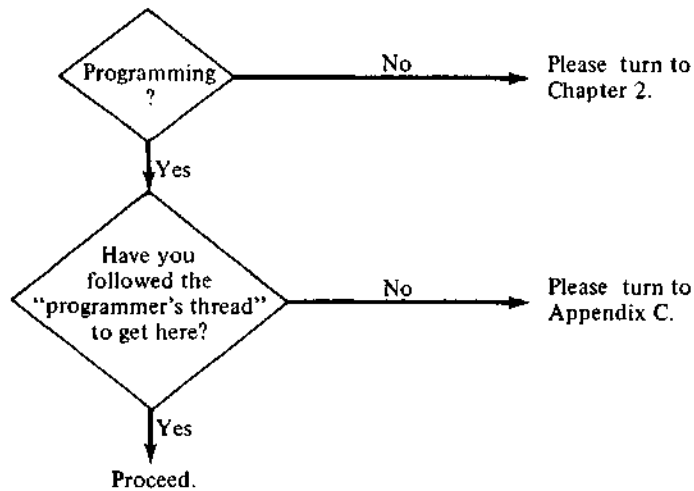 Programming
?
No
Please turn to
Chapter 2.
Yes
Have you
followed the
"programmer's thread"
to get here?
No
Please turn to
Appendix C.
Yes
Proceed.